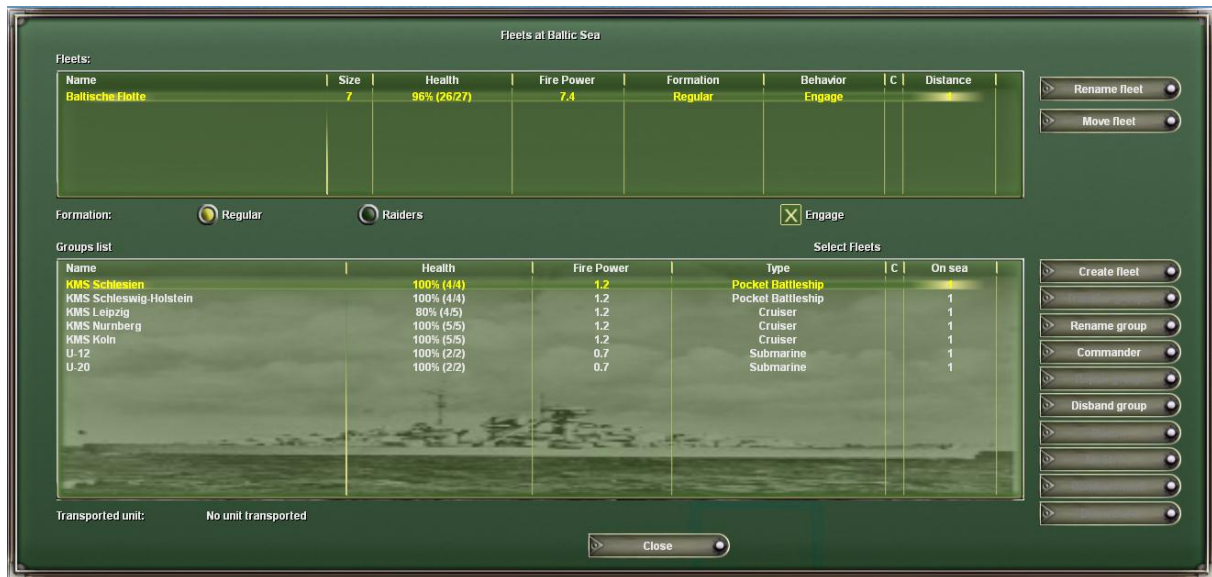 Fleets at Baltic Sea
Fleets:
Name Size Health Fire Power Formation Behavior C Distance
Baltische Flotte 7 96% (26/27) 7.4 Regular Engage
Rename fleet
Move fleet
Formation: Regular Raiders X Engage
Groups list Select Fleets
Name Health Fire Power Type C On sea
KMS Schlesien 100% (4/4) 1.2 Pocket Battleship
KMS Schleswig-Holstein 100% (4/4) 1.2 Pocket Battleship 1
KMS Leipzig 80% (4/5) 1.2 Cruiser 1
KMS Nurnberg 100% (5/5) 1.2 Cruiser 1
KMS Koln 100% (5/5) 1.2 Cruiser 1
U-12 100% (2/2) 0.7 Submarine 1
U-20 100% (2/2) 0.7 Submarine 1
Create fleet
Rename group
Commander
Disband group
Transported unit: No unit transported
Close